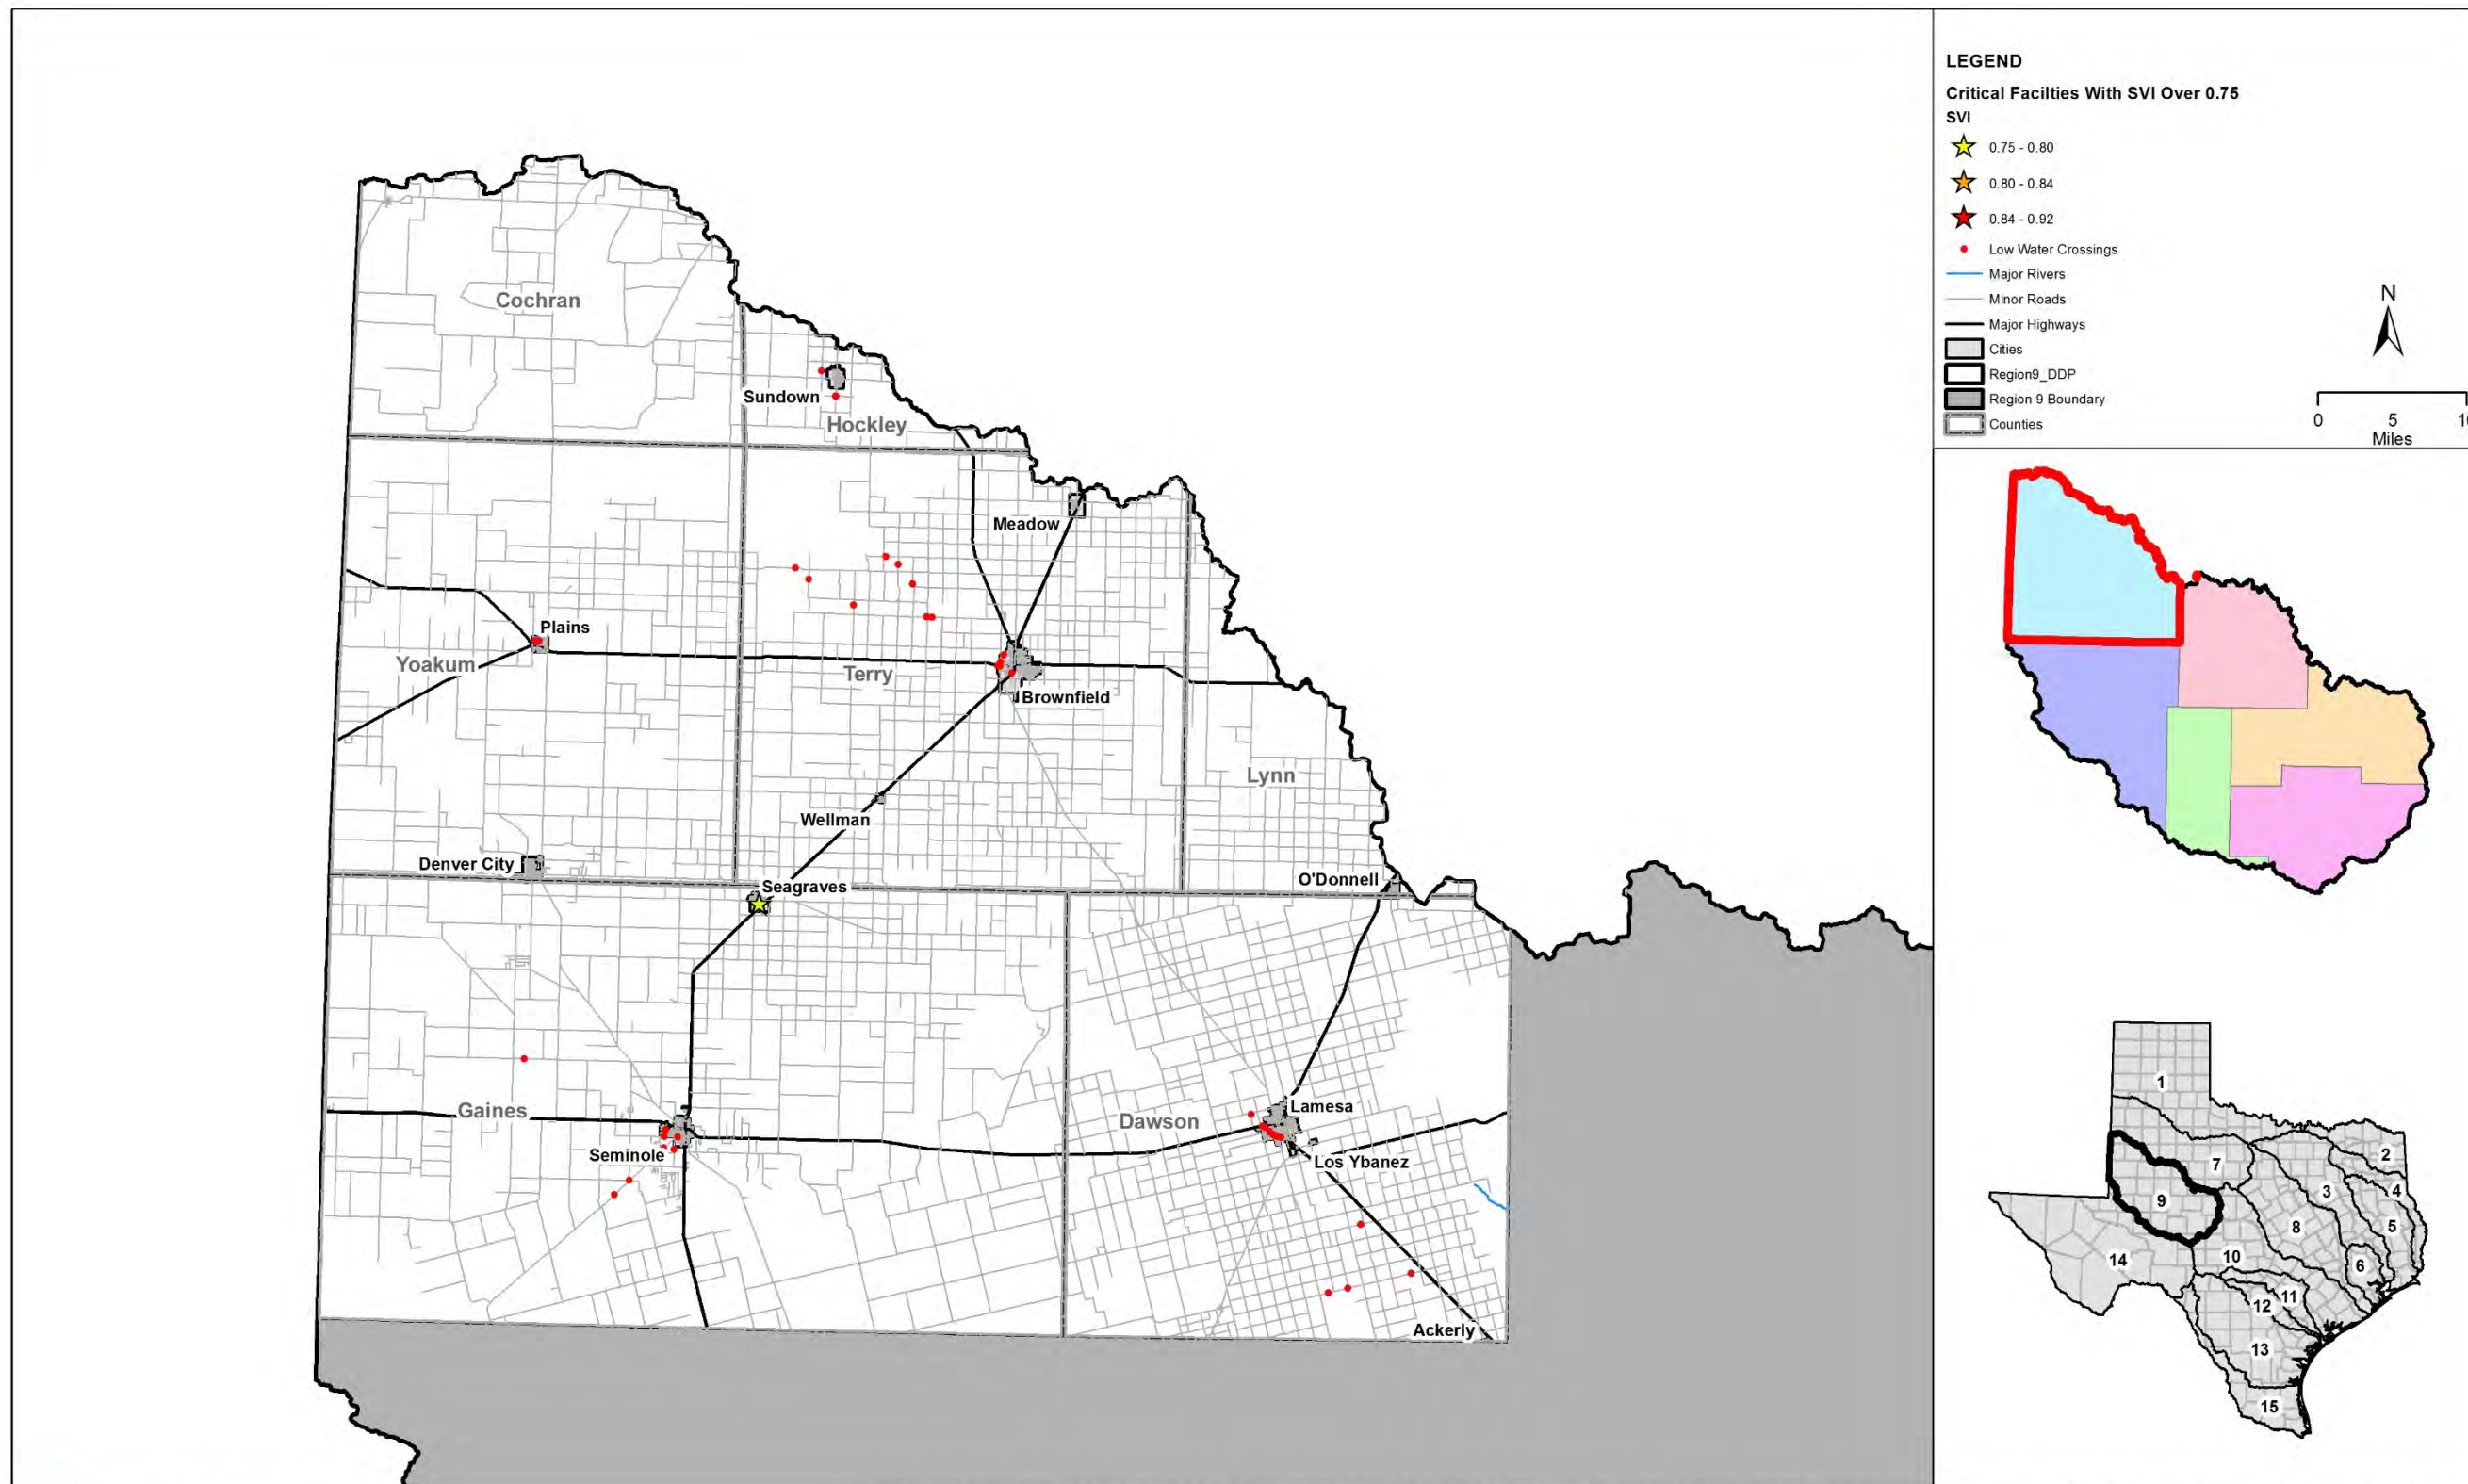 Cochran
Sundown
Hockley
Meadow
Plains
Yoakum
Terry
Brownfield
Lynn
Wellman
Denver City
Seagraves
O'Donnell
Gaines
Seminole
Dawson
Lamesa
Los Ybanez
Ackerly
LEGEND
Critical Facilties With SVI Over 0.75
SVI
0.75 - 0.80
0.80 - 0.84
0.84 - 0.92
Low Water Crossings
Major Rivers
Minor Roads
Major Highways
Cities
Region9_DDP
Region 9 Boundary
Counties
N
0 5
Miles
1
2
7
3
4
9
8
5
14
10
6
11
12
13
15